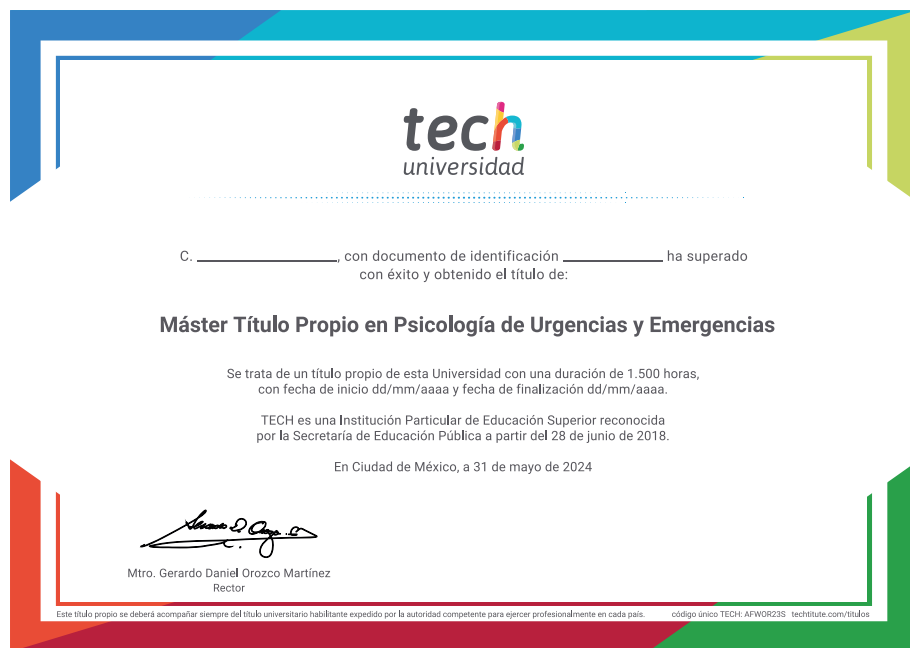 tech
universidad
C. ____________________, con documento de identificación ______________ ha superado
con éxito y obtenido el título de:
Máster Título Propio en Psicología de Urgencias y Emergencias
Se trata de un título propio de esta Universidad con una duración de 1.500 horas,
con fecha de inicio dd/mm/aaaa y fecha de finalización dd/mm/aaaa.
TECH es una Institución Particular de Educación Superior reconocida
por la Secretaría de Educación Pública a partir del 28 de junio de 2018.
En Ciudad de México, a 31 de mayo de 2024
Mtro. Gerardo Daniel Orozco Martínez
Rector
Este título propio se deberá acompañar siempre del título universitario habilitante expedido por la autoridad competente para ejercer profesionalmente en cada país. código único TECH: AFWOR23S techtitute.com/titulos